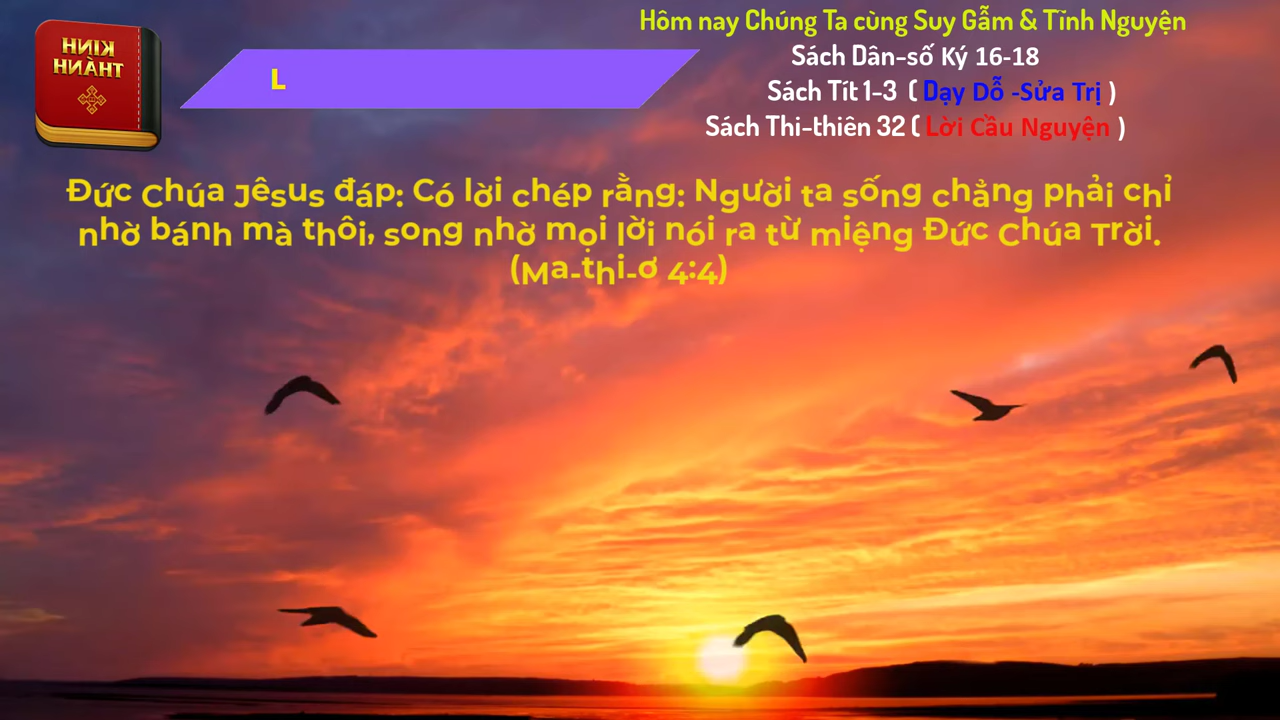 Hôm nay Chúng Ta cùng Suy Gẫm & Tĩnh Nguyện
Sách Dân-số Ký 16-18
Sách Tít 1-3 ( Dạy Dỗ -Sửa Trị )
Sách Thi-thiên 32 ( Lời Cầu Nguyện )
KINH
THÀNH
L
Đức Chúa Jêsus đáp: Có lời chép rằng: Người ta sống chẳng phải chỉ
nhờ bánh mà thôi, song nhờ mọi lời nói ra từ miệng Đức Chúa Trời.
(Ma-thi-ơ 4:4)